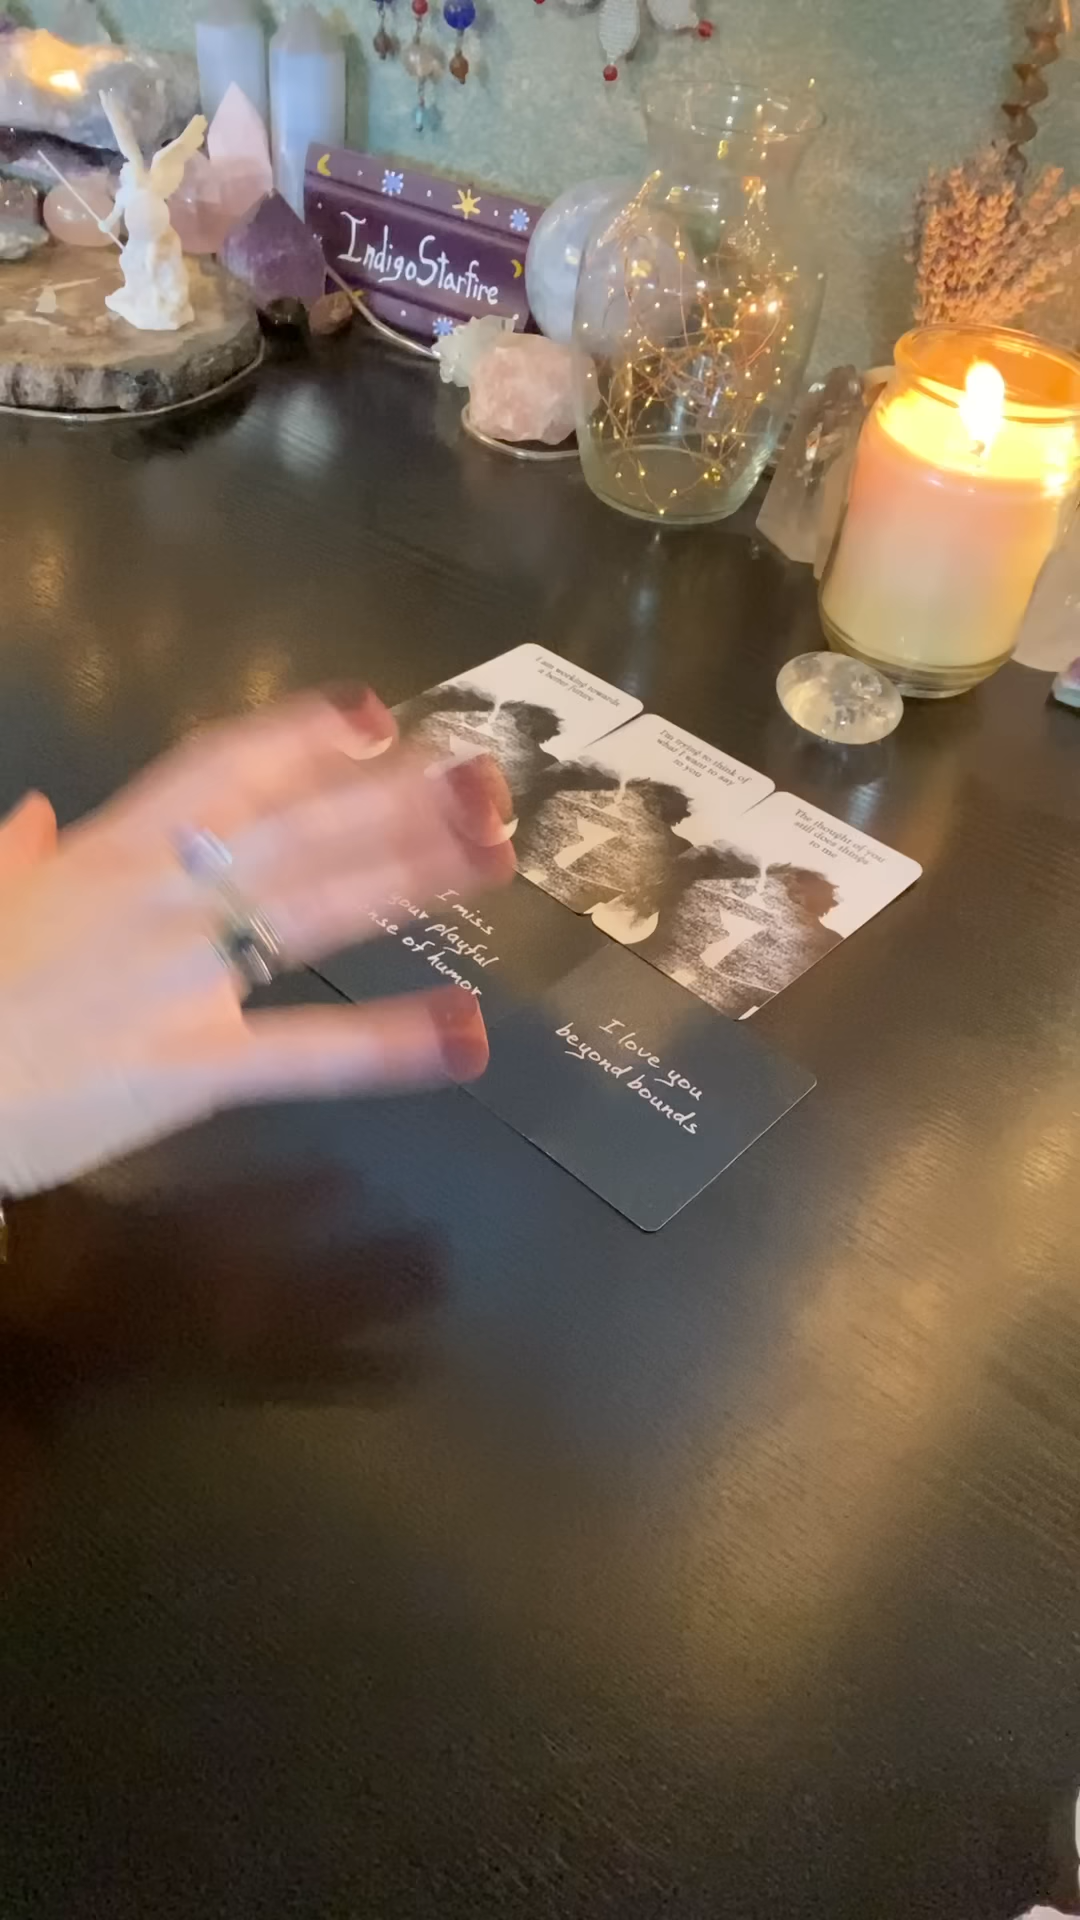 IndigoStarfire
I am working towards
a better future
I'm trying to think of
what I want to say
to you
The thought of you
still does things
to me
I miss
your playful
of humor
I love you
beyond bounds